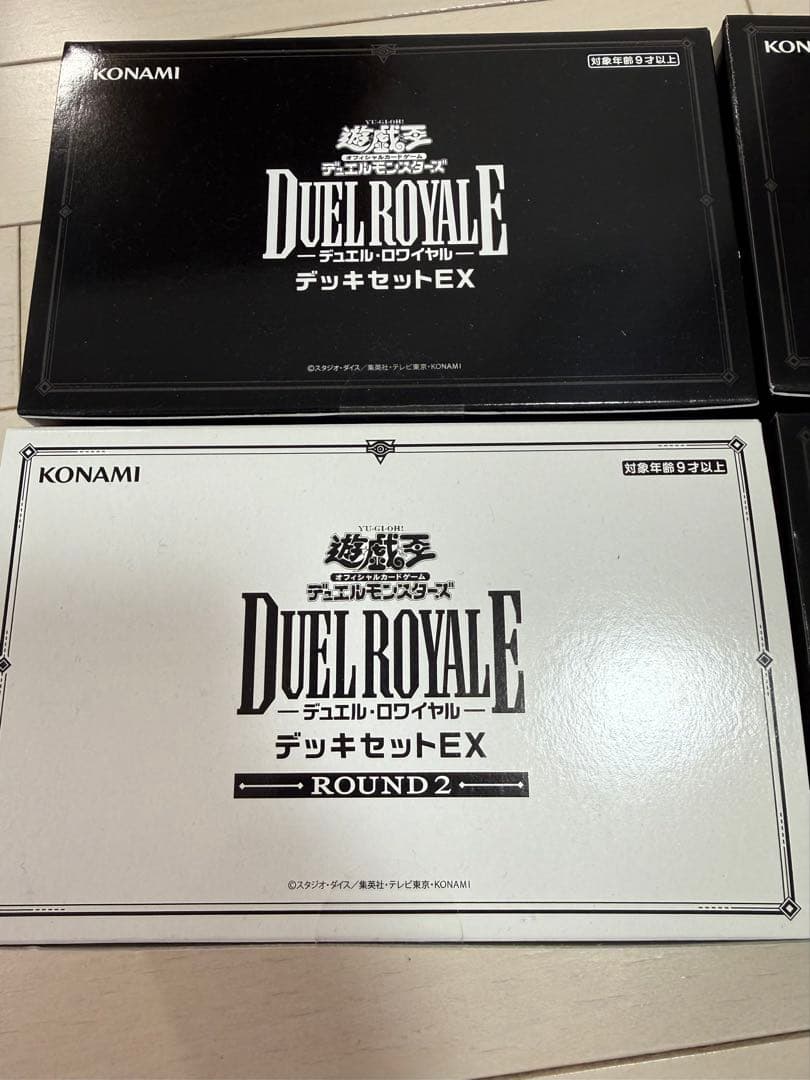 KONAMI
対象年齢9才以上
YU-GI-OH!
遊戯王
オフィシャルカードゲーム
デュエルモンスターズ
DUEL ROYALE
デュエル・ロワイヤル
デッキセットEX
©スタジオ・ダイス／集英社・テレビ東京・KONAMI
KON
KONAMI
対象年齢9才以上
YU-GI-OH!
遊戯王
オフィシャルカードゲーム
デュエルモンスターズ
DUEL ROYALE
デュエル・ロワイヤル
デッキセットEX
ROUND 2
©スタジオ・ダイス／集英社・テレビ東京・KONAMI